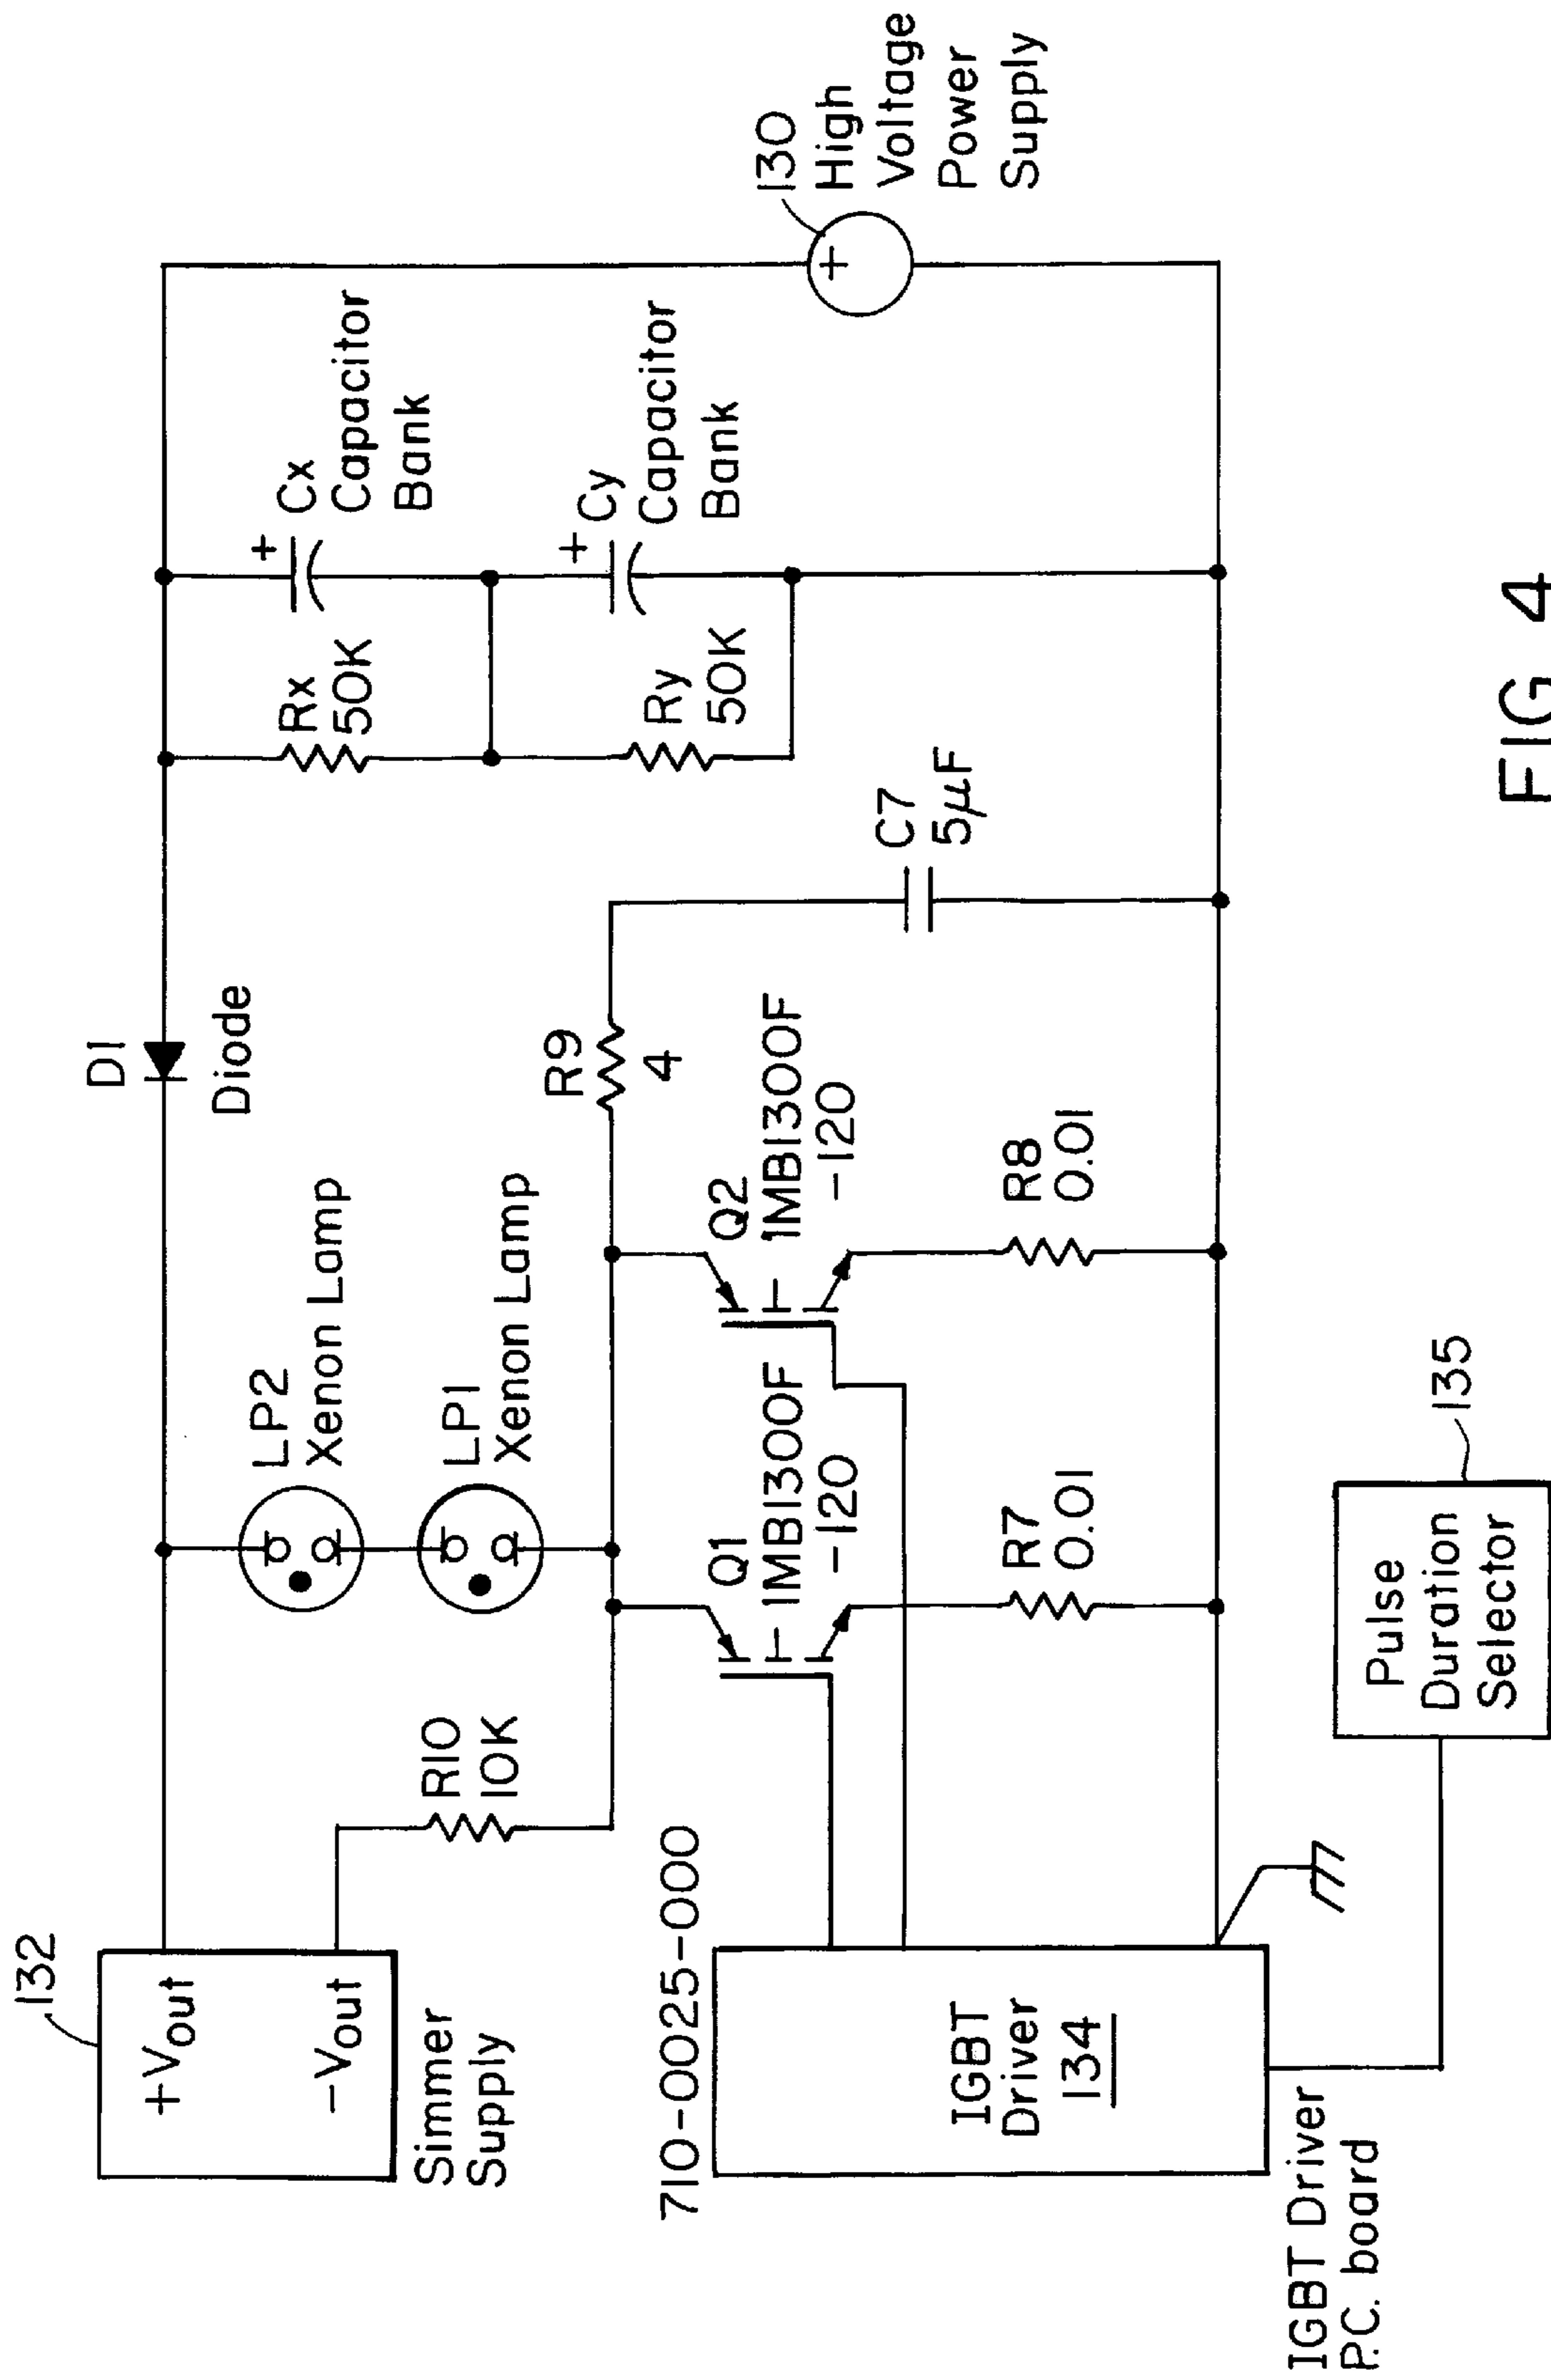 132
+Vout
−Vout
Simmer
Supply
R10
10K
LP2
Xenon Lamp
LP1
Xenon Lamp
D1
Diode
Rx
50K
Cx
Capacitor
Bank
+
Ry
50K
Cy
Capacitor
Bank
+
130
High
Voltage
Power
Supply
+
R9
4
C7
5μF
Q1
1MB1300F
-120
Q2
1MB1300F
-120
R7
0.01
R8
0.01
710-0025-000
IGBT
Driver
134
IGBT Driver
P.C. board
Pulse
Duration
Selector
135
FIG 4